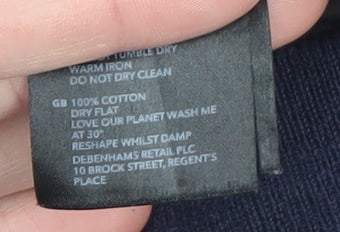 TUMBLE DRY
WARM IRON
DO NOT DRY CLEAN
GB 100% COTTON
DRY FLAT
LOVE OUR PLANET WASH ME
AT 30°
RESHAPE WHILST DAMP
DEBENHAMS RETAIL PLC
10 BROCK STREET, REGENT'S
PLACE